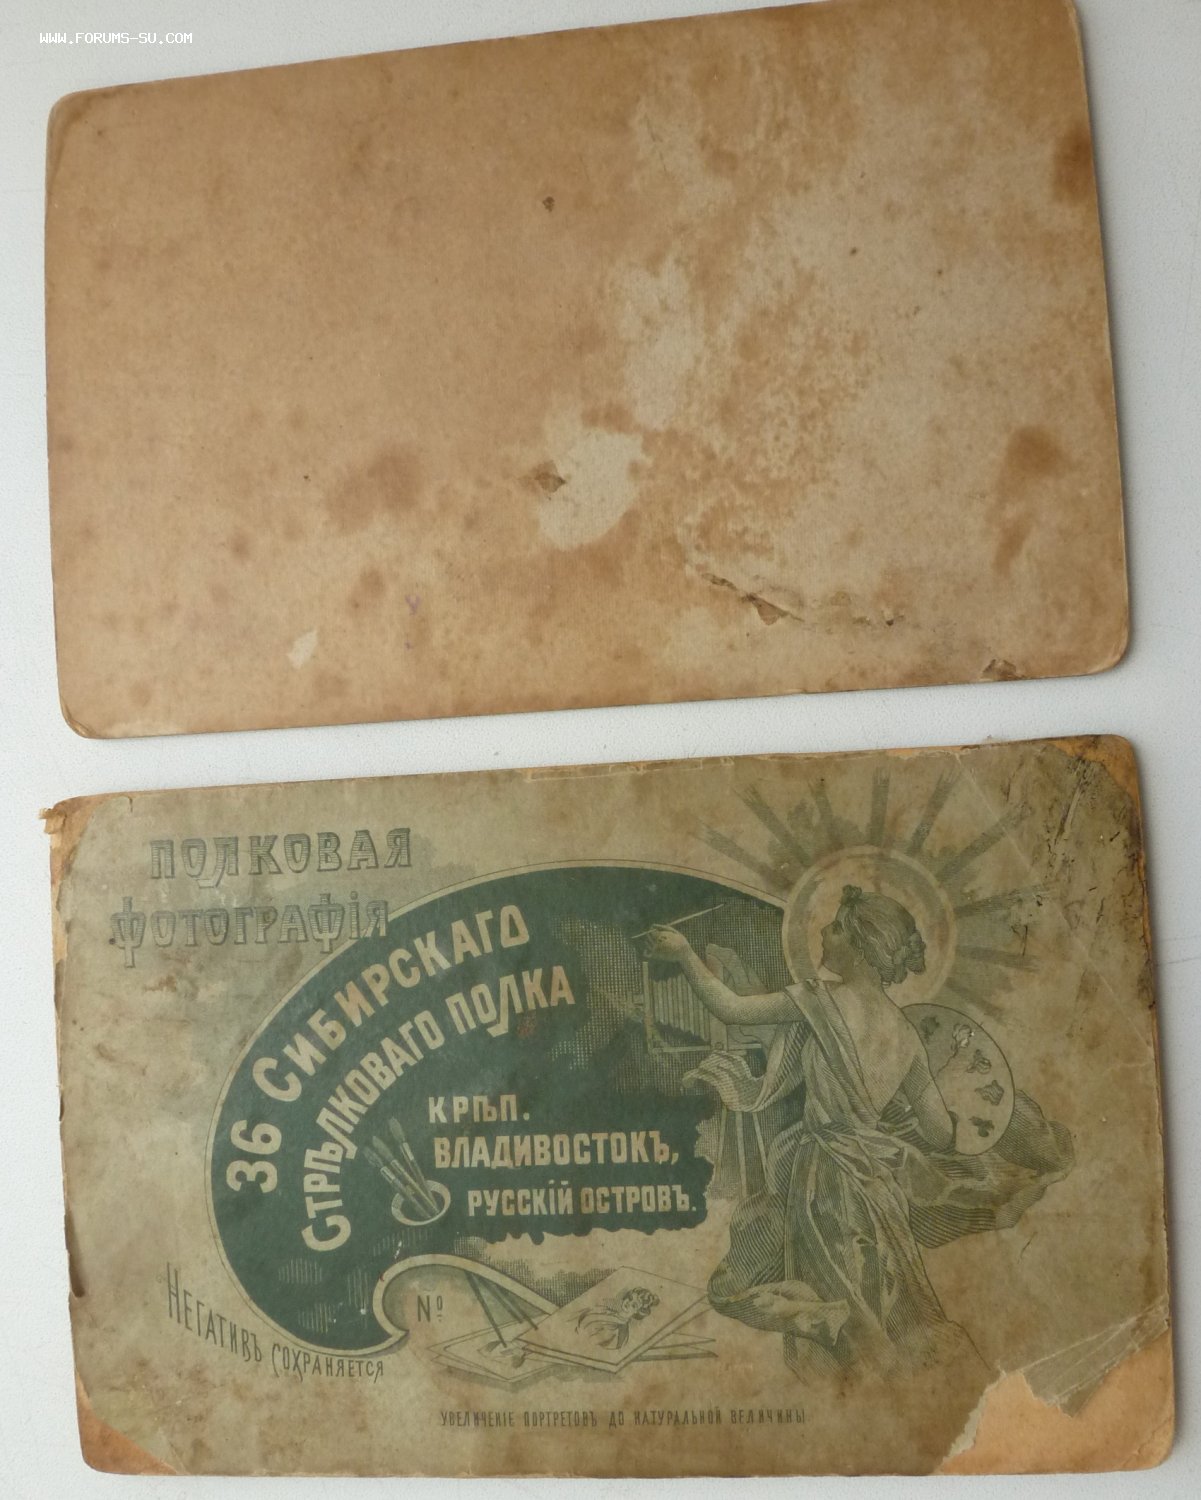 WWW.FORUMS-SU.COM
ПОЛКОВАЯ
ФОТОГРАФІЯ
36 СИБИРСКАГО
СТРѢЛКОВАГО ПОЛКА
КРѢП.
ВЛАДИВОСТОКЪ,
РУССКІЙ ОСТРОВЪ.
№
НЕГАТИВЪ СОХРАНЯЕТСЯ
УВЕЛИЧЕНІЕ ПОРТРЕТОВЪ ДО НАТУРАЛЬНОЙ ВЕЛИЧИНЫ.